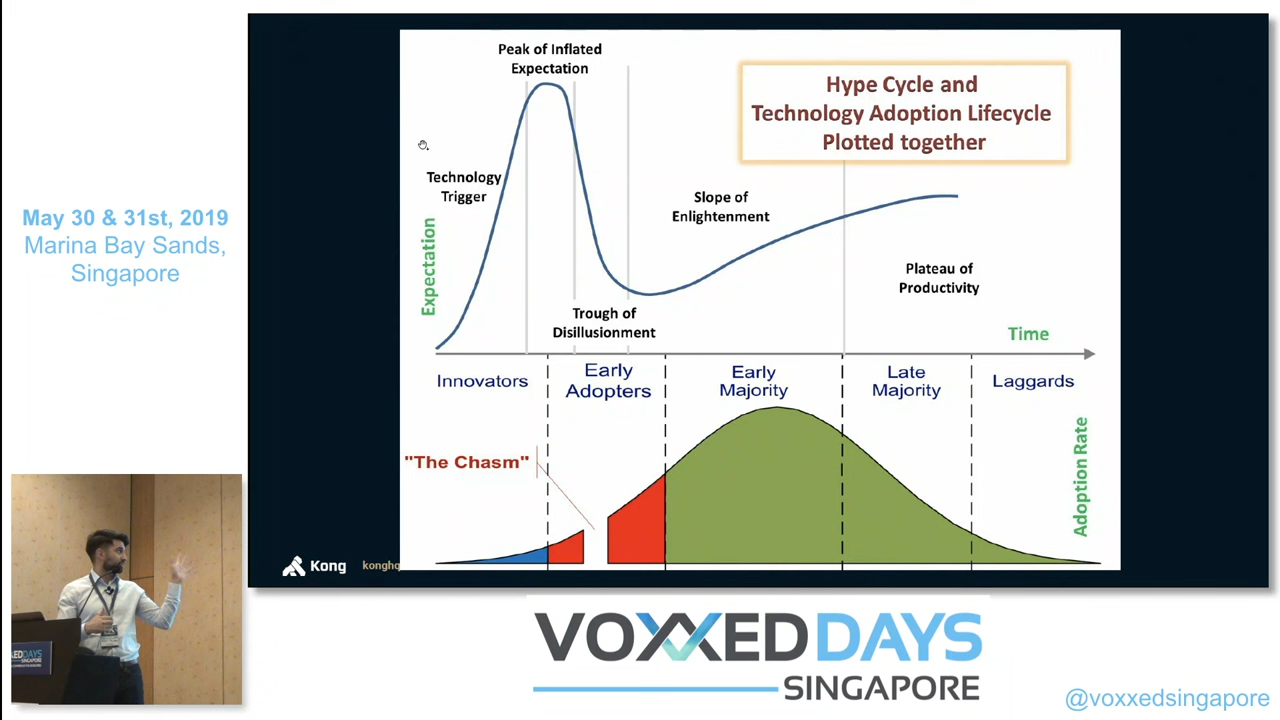 May 30 & 31st, 2019
Marina Bay Sands,
Singapore
Peak of Inflated
Expectation
Hype Cycle and
Technology Adoption Lifecycle
Plotted together
Technology
Trigger
Slope of
Enlightenment
Expectation
Plateau of
Productivity
Trough of
Disillusionment
Time
Innovators
Early
Adopters
Early
Majority
Late
Majority
Laggards
"The Chasm"
Adoption Rate
Kong
konghq
VOXXED DAYS
SINGAPORE
@voxxedsingapore